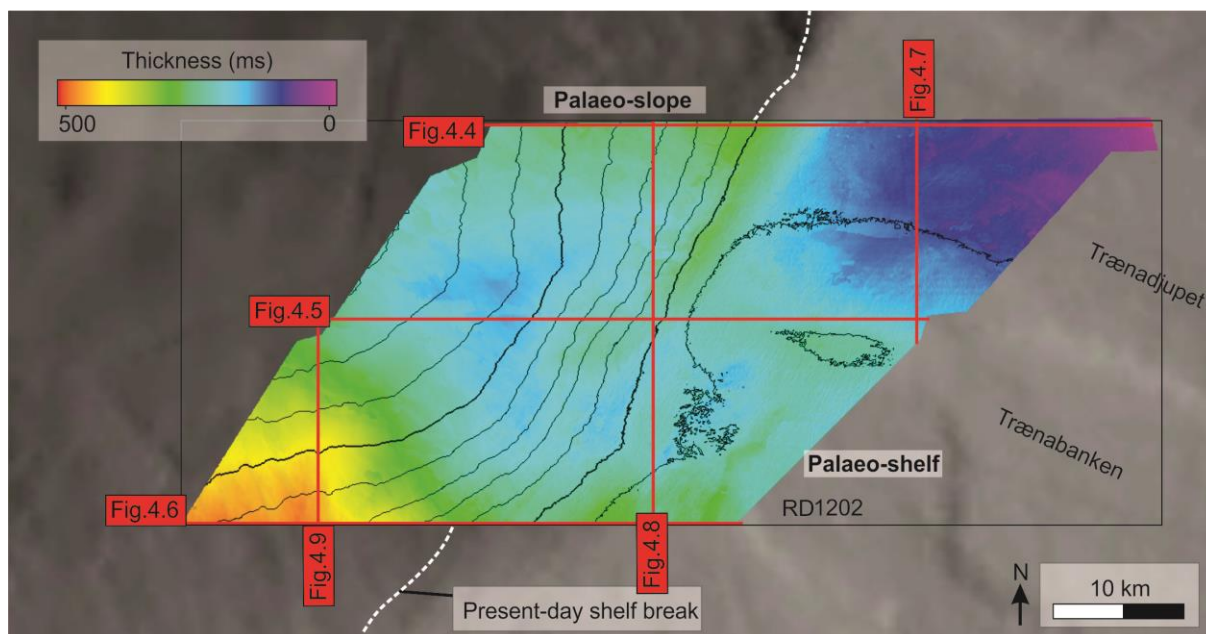 Thickness (ms)
500
0
Palaeo-slope
Fig.4.7
Fig.4.4
Trænadjupet
Fig.4.5
Trænabanken
Palaeo-shelf
Fig.4.6
RD1202
Fig.4.9
Fig.4.8
Present-day shelf break
N
10 km